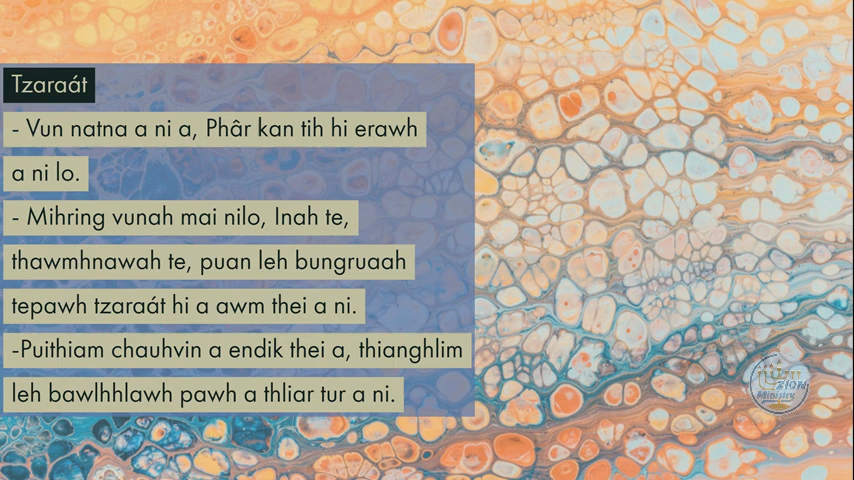 Tzaraát
- Vun natna a ni a, Phâr kan tih hi erawh
a ni lo.
- Mihring vunah mai nilo, Inah te,
thawmhnawah te, puan leh bungruaah
tepawh tzaraát hi a awm thei a ni.
-Puithiam chauhvin a endik thei a, thianghlim
leh bawlhhlawh pawh a thliar tur a ni.
zion
Ministry